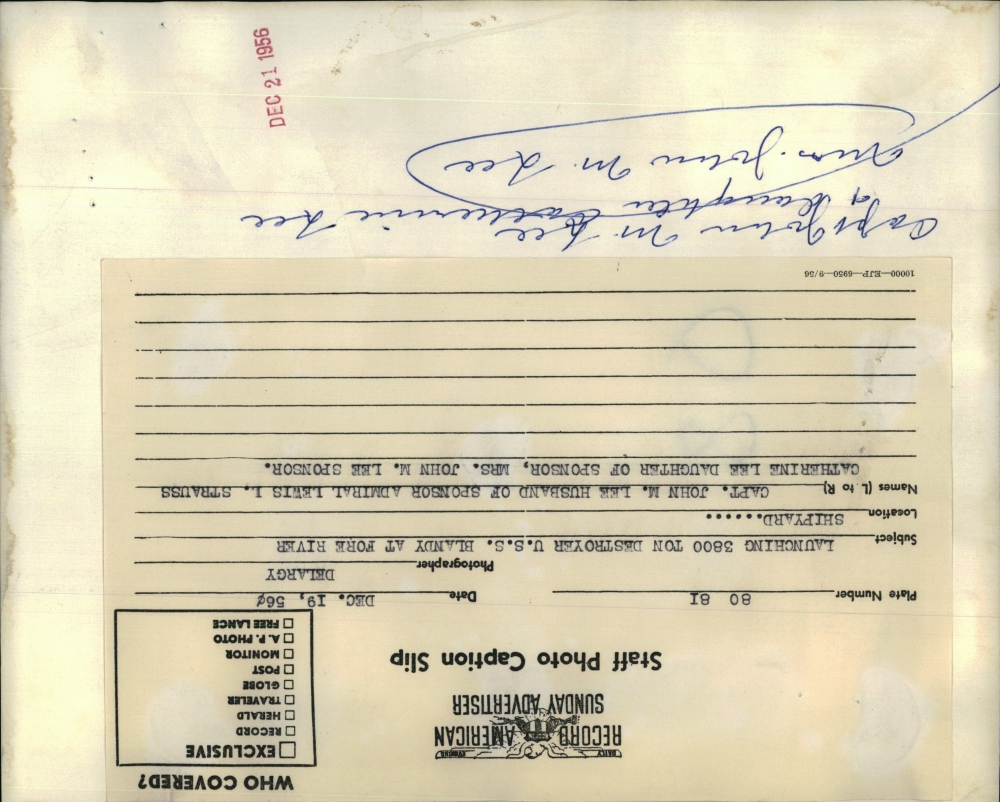 WHO COVERED?
EXCLUSIVE
RECORD
HERALD
TRAVELER
GLOBE
POST
MONITOR
A. P. PHOTO
FREE LANCE
DAILY EVENING
RECORD AMERICAN
SUNDAY ADVERTISER
Staff Photo Caption Slip
Plate Number 80 81 Date DEC. 19, 56
Photographer DELARGY
Subject LAUNCHING 3800 TON DESTROYER U.S.S. BLANDY AT FORE RIVER
Location SHIPYARD......
Names (L to R) CAPT. JOHN M. LEE HUSBAND OF SPONSOR ADMIRAL LEWIS L. STRAUSS
CATHERINE LEE DAUGHTER OF SPONSOR, MRS. JOHN M. LEE SPONSOR.
10000—EJP—6950—9/56
Capt John M. Lee
daughter Catherine Lee
Mrs. John M. Lee
DEC 21 1956